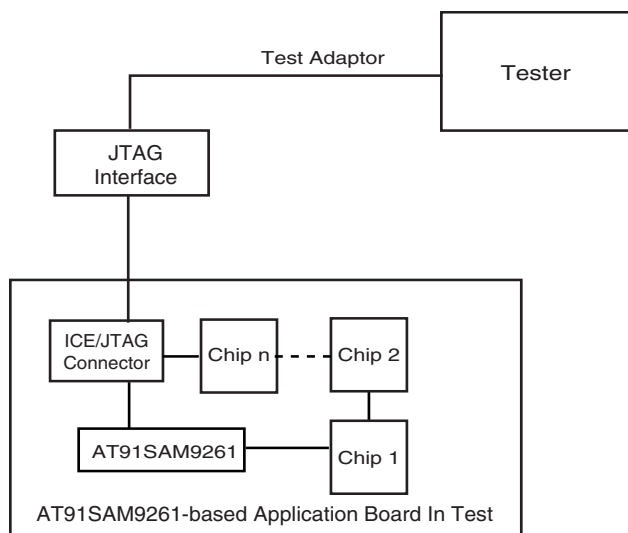 Test Adaptor
Tester
JTAG
Interface
ICE/JTAG
Connector
Chip n
Chip 2
AT91SAM9261
Chip 1
AT91SAM9261-based Application Board In Test